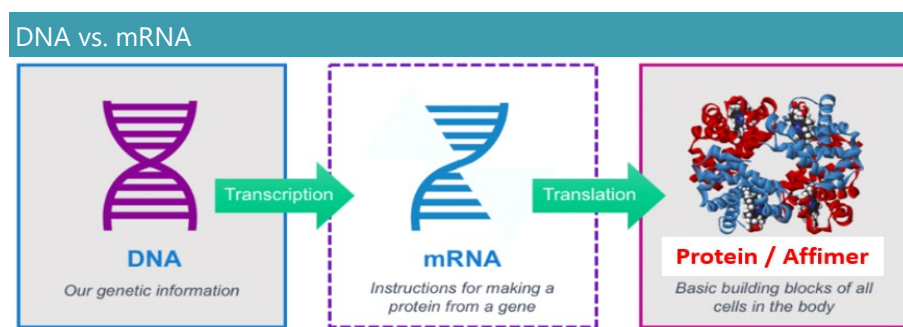 DNA vs. mRNA
Transcription
Translation
DNA
Our genetic information
mRNA
Instructions for making a
protein from a gene
Protein / Affimer
Basic building blocks of all
cells in the body